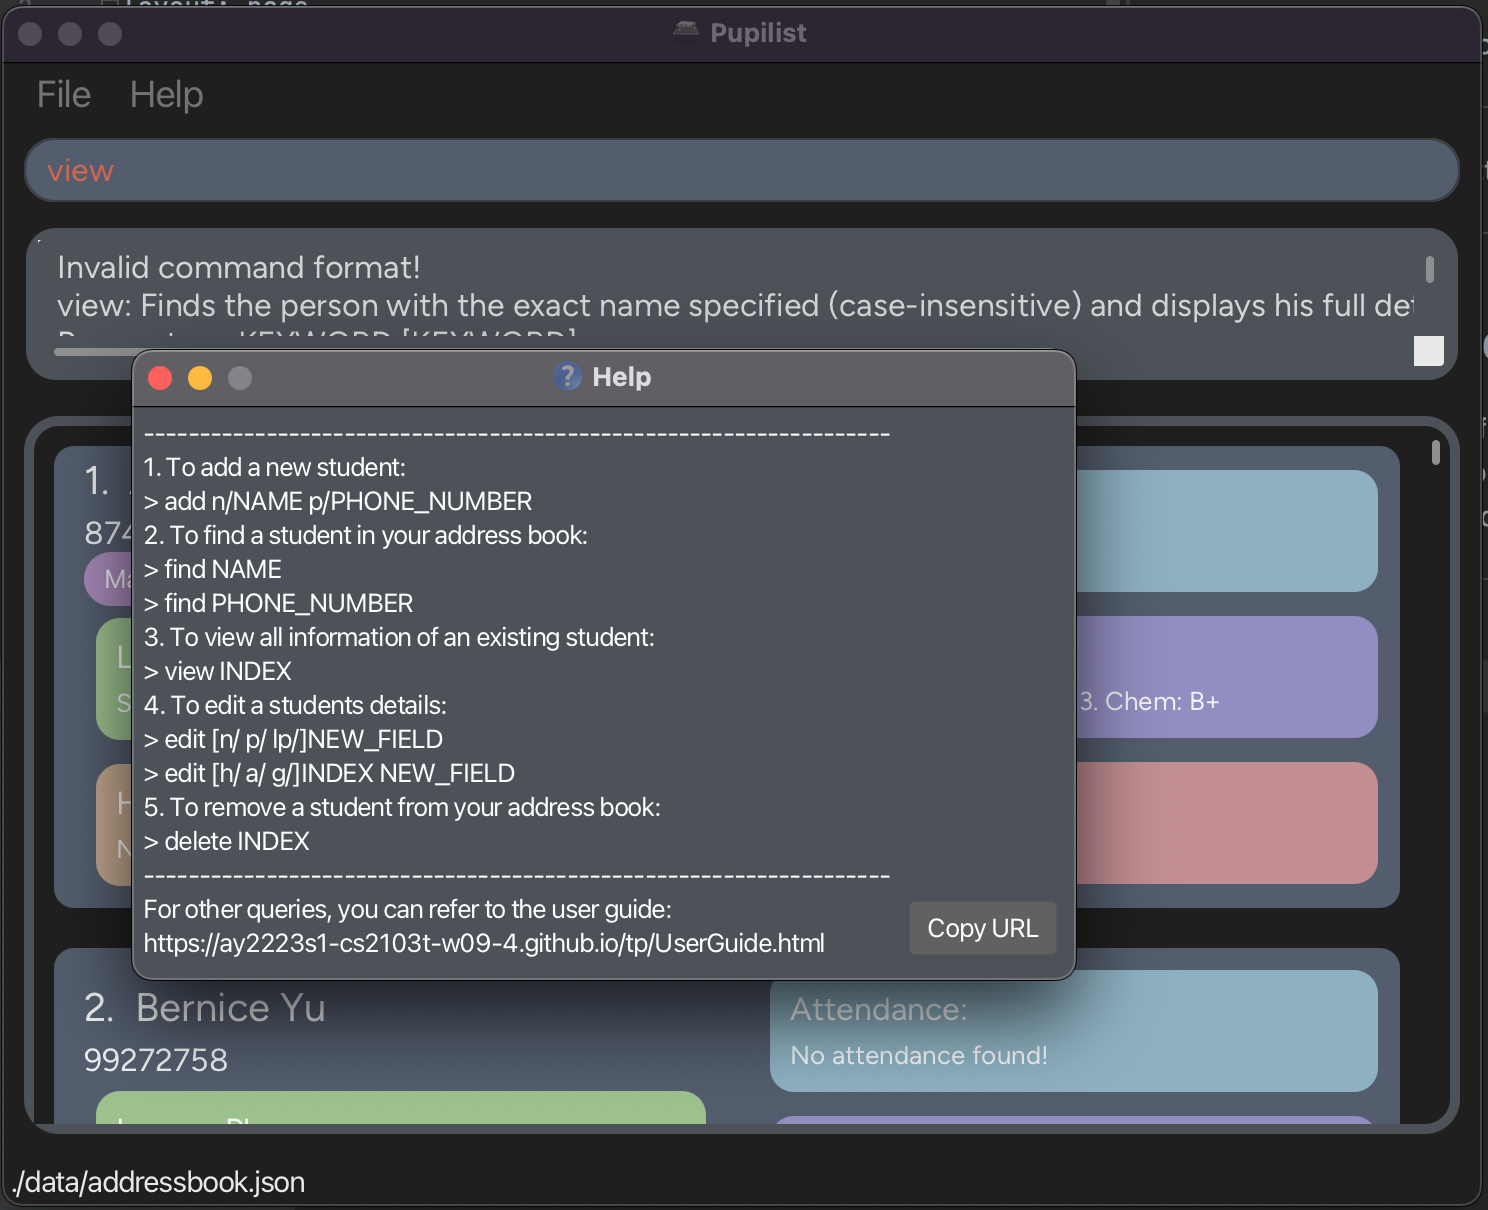 Pupilist
File Help
view
Invalid command format!
view: Finds the person with the exact name specified (case-insensitive) and displays his full
KEYWORD [KEYWORD]
Help
------------------------------------------------------------------
1. To add a new student:
> add n/NAME p/PHONE_NUMBER
2. To find a student in your address book:
> find NAME
> find PHONE_NUMBER
3. To view all information of an existing student:
> view INDEX
4. To edit a students details:
> edit [n/ p/ lp/]NEW_FIELD
> edit [h/ a/ g/]INDEX NEW_FIELD
5. To remove a student from your address book:
> delete INDEX
------------------------------------------------------------------
For other queries, you can refer to the user guide:
https://ay2223s1-cs2103t-w09-4.github.io/tp/UserGuide.html
Copy URL
1.
874
3. Chem: B+
2. Bernice Yu
99272758
Attendance:
No attendance found!
./data/addressbook.json